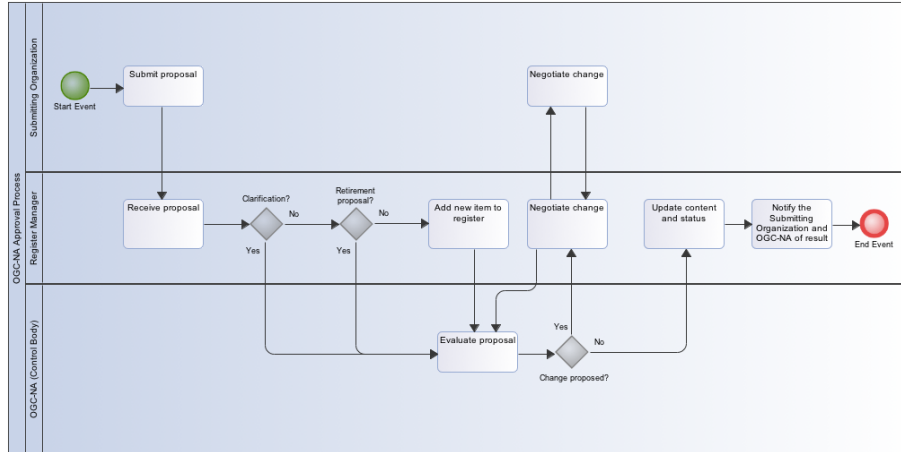 OGC-NA Approval Process
Submitting Organization
Start Event
Submit proposal
Negotiate change
Register Manager
Receive proposal
Clarification?
No
Yes
Retirement
proposal?
No
Yes
Add new item to
register
Negotiate change
Update content
and status
Notify the
Submitting
Organization and
OGC-NA of result
End Event
OGC-NA (Control Body)
Evaluate proposal
Yes
No
Change proposed?